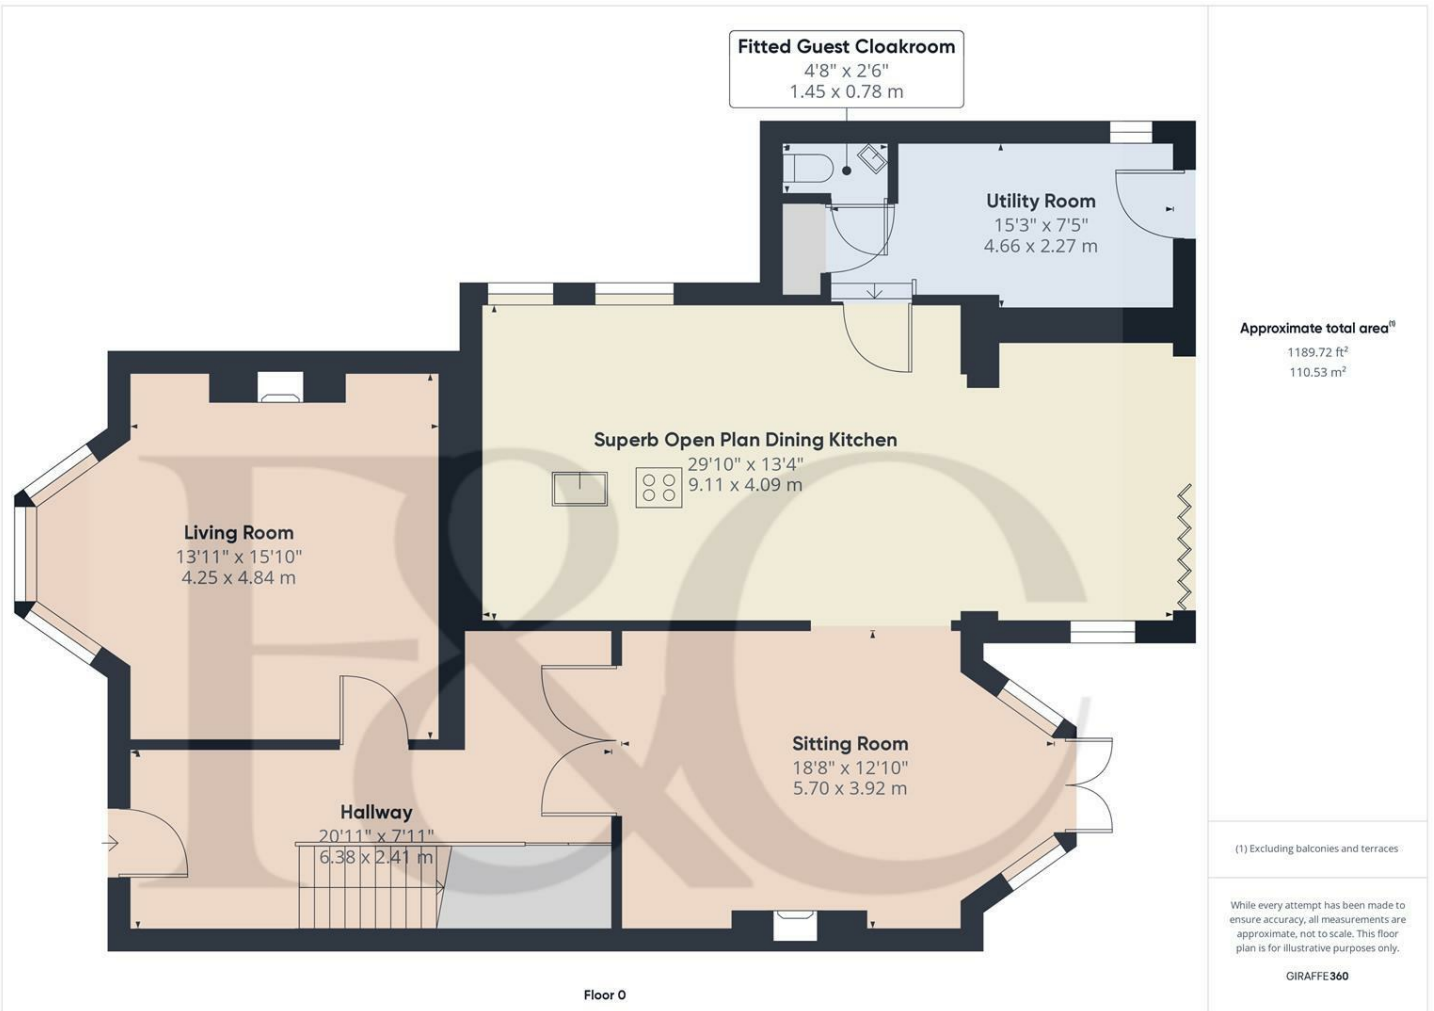 Fitted Guest Cloakroom
4'8" x 2'6"
1.45 x 0.78 m
Utility Room
15'3" x 7'5"
4.66 x 2.27 m
Superb Open Plan Dining Kitchen
29'10" x 13'4"
9.11 x 4.09 m
Living Room
13'11" x 15'10"
4.25 x 4.84 m
Sitting Room
18'8" x 12'10"
5.70 x 3.92 m
Hallway
20'11" x 7'11"
6.38 x 2.41 m
F&C
Floor 0
Approximate total area(1)
1189.72 ft²
110.53 m²
(1) Excluding balconies and terraces
While every attempt has been made to
ensure accuracy, all measurements are
approximate, not to scale. This floor
plan is for illustrative purposes only.
GIRAFFE360